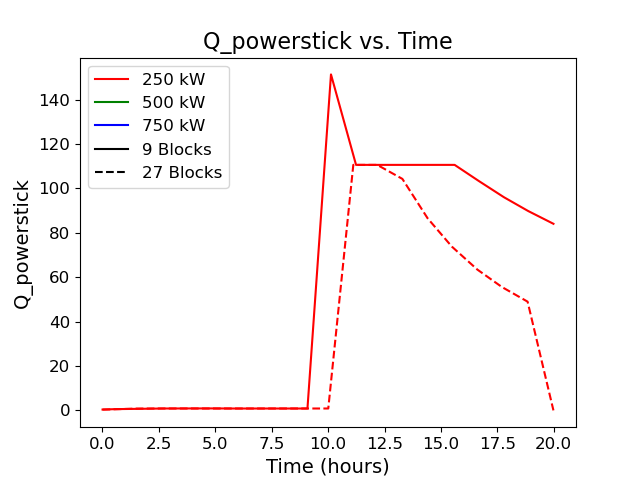 Q_powerstick vs. Time
250 kW
500 kW
750 kW
9 Blocks
27 Blocks
Q_powerstick
140
120
100
80
60
40
20
0
0.0 2.5 5.0 7.5 10.0 12.5 15.0 17.5 20.0
Time (hours)